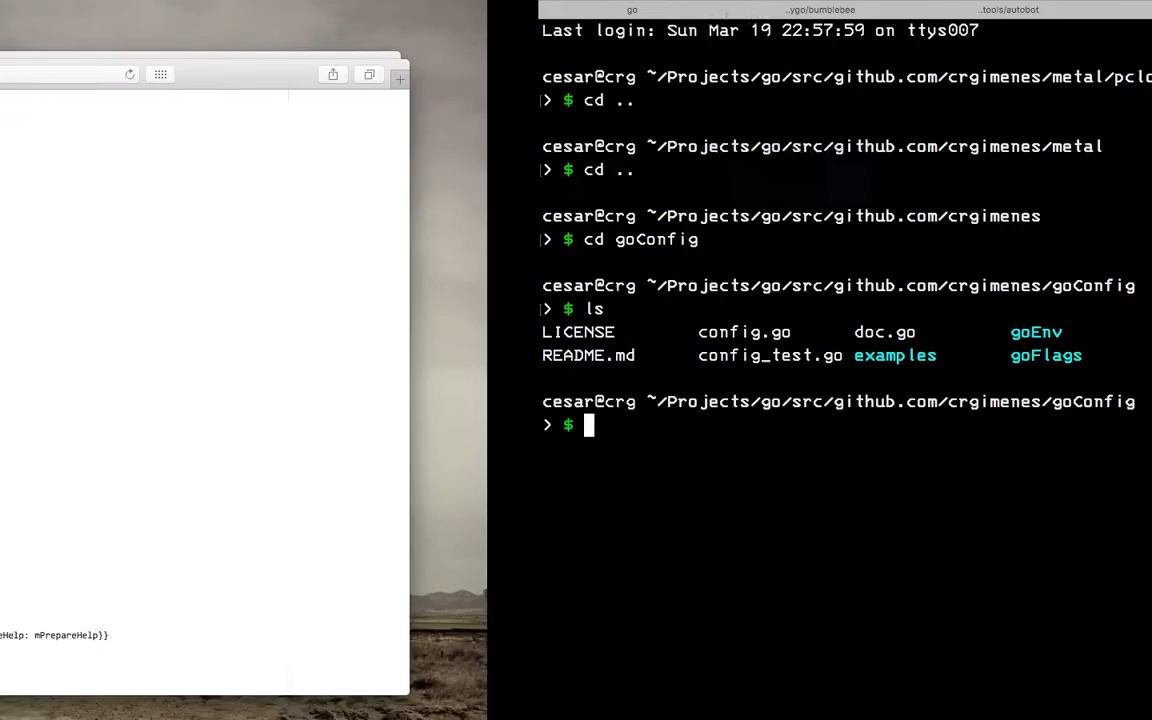 go ..ygo/bumblebee ..tools/autobot
Last login: Sun Mar 19 22:57:59 on ttys007
cesar@crg ~/Projects/go/src/github.com/crgimenes/metal/pclo
> $ cd ..
cesar@crg ~/Projects/go/src/github.com/crgimenes/metal
> $ cd ..
cesar@crg ~/Projects/go/src/github.com/crgimenes
> $ cd goConfig
cesar@crg ~/Projects/go/src/github.com/crgimenes/goConfig
> $ ls
LICENSE config.go doc.go goEnv
README.md config_test.go examples goFlags
cesar@crg ~/Projects/go/src/github.com/crgimenes/goConfig
> $
eHelp: mPrepareHelp}}